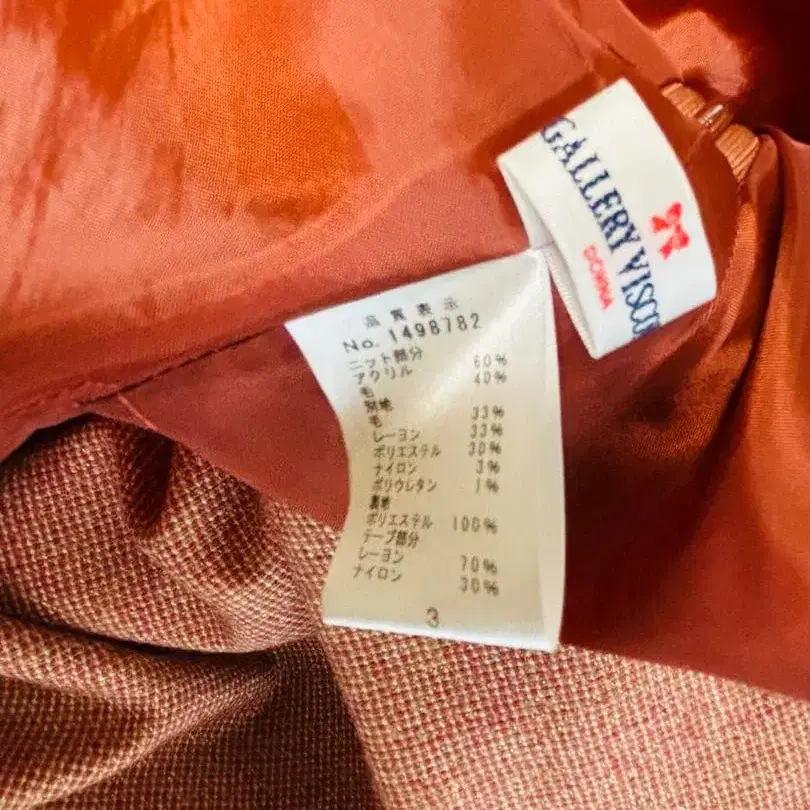 GALLERY VISCO
DONNA
品質表示
No. 1498782
ニット部分
アクリル 60%
毛 40%
別地
毛 33%
レーヨン 33%
ポリエステル 30%
ナイロン 3%
ポリウレタン 1%
裏地
ポリエステル 100%
テープ部分
レーヨン 70%
ナイロン 30%
3